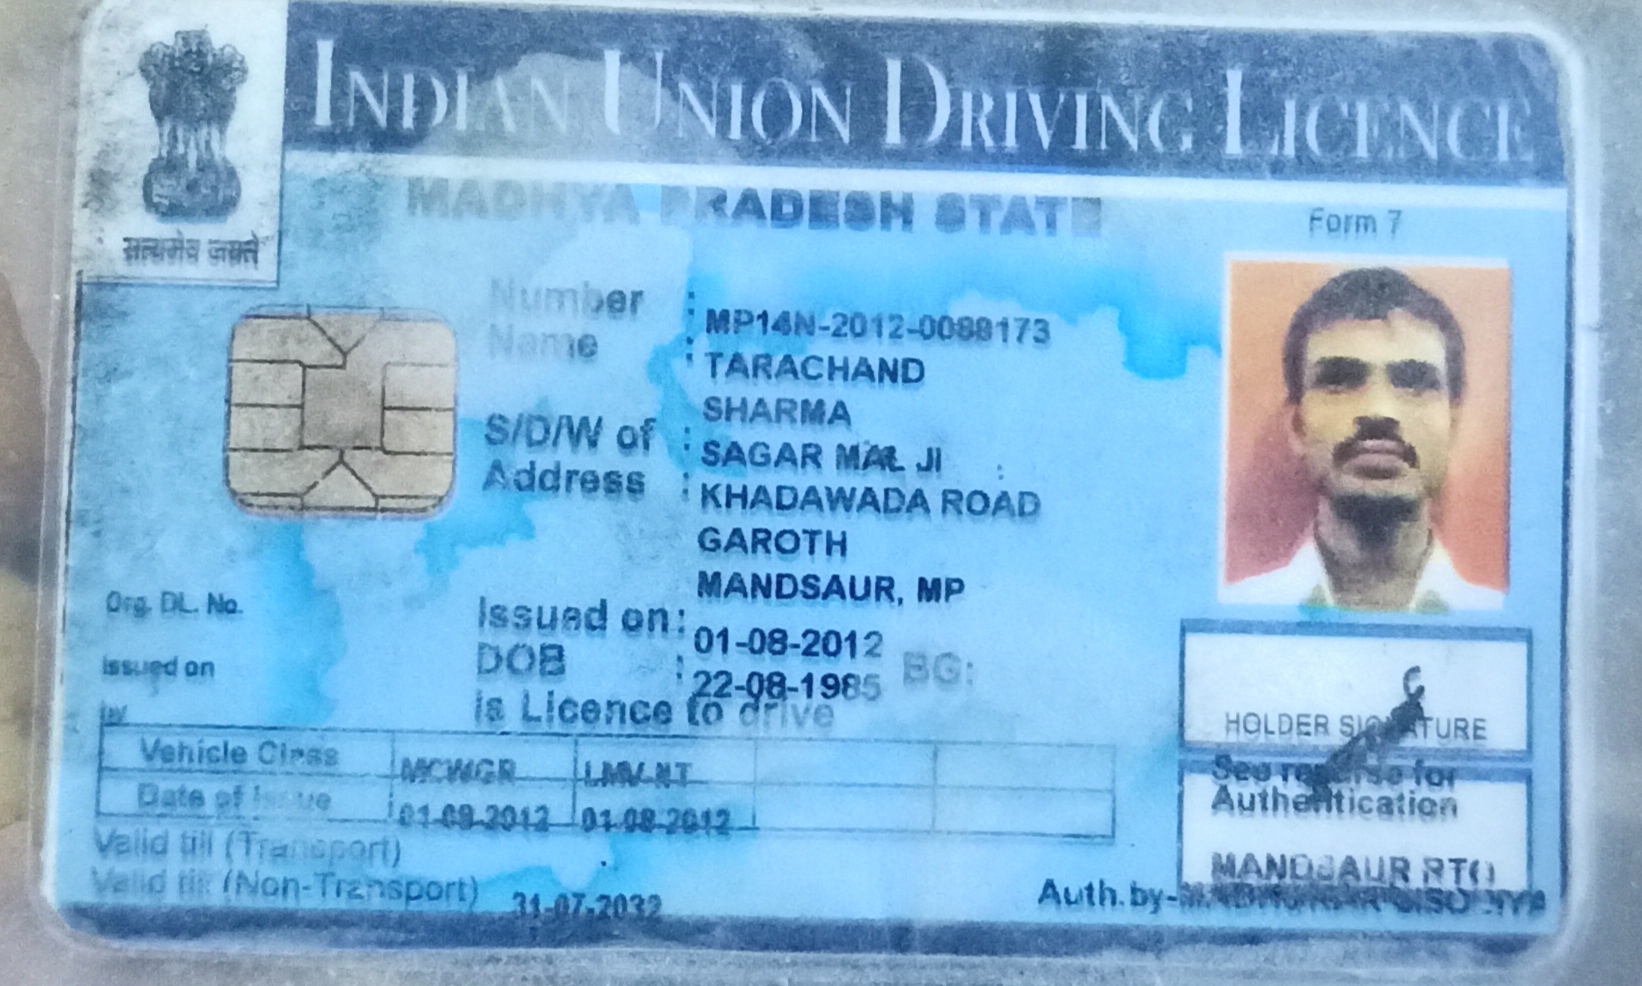 INDIAN UNION DRIVING LICENCE
MADHYA PRADESH STATE
Form 7
सत्यमेव जयते
Number : MP14N-2012-0088173
Name : TARACHAND
SHARMA
S/D/W of : SAGAR MAL JI :
Address : KHADAWADA ROAD
GAROTH
MANDSAUR, MP
Org. DL. No.
Issued on: 01-08-2012
Issued on
DOB : 22-08-1985 BG:
by
is Licence to drive
HOLDER SIGNATURE
Vehicle Class MCWGR LMV-NT
Date of Issue 01-08-2012 01-08-2012
See reverse for
Authentication
Valid till (Transport)
MANDSAUR RTO
Valid till (Non-Transport) 31-07-2032
Auth. by-